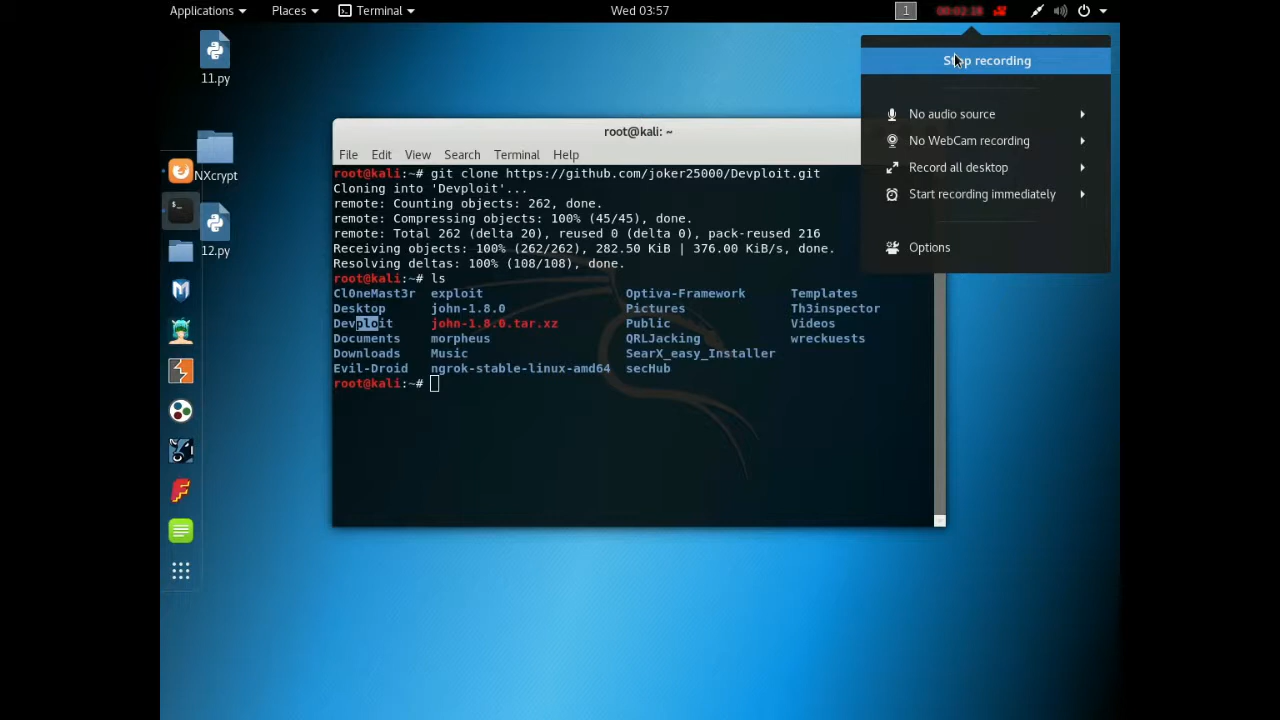 Applications Places Terminal Wed 03:57 1 00:02:18
11.py
NXcrypt
12.py
Stop recording
No audio source
No WebCam recording
Record all desktop
Start recording immediately
Options
root@kali: ~
File Edit View Search Terminal Help
root@kali:~# git clone https://github.com/joker25000/Devploit.git
Cloning into 'Devploit'...
remote: Counting objects: 262, done.
remote: Compressing objects: 100% (45/45), done.
remote: Total 262 (delta 20), reused 0 (delta 0), pack-reused 216
Receiving objects: 100% (262/262), 282.50 KiB | 376.00 KiB/s, done.
Resolving deltas: 100% (108/108), done.
root@kali:~# ls
Cl0neMast3r exploit Optiva-Framework Templates
Desktop john-1.8.0 Pictures Th3inspector
Devploit john-1.8.0.tar.xz Public Videos
Documents morpheus QRLJacking wreckuests
Downloads Music SearX_easy_Installer
Evil-Droid ngrok-stable-linux-amd64 secHub
root@kali:~#